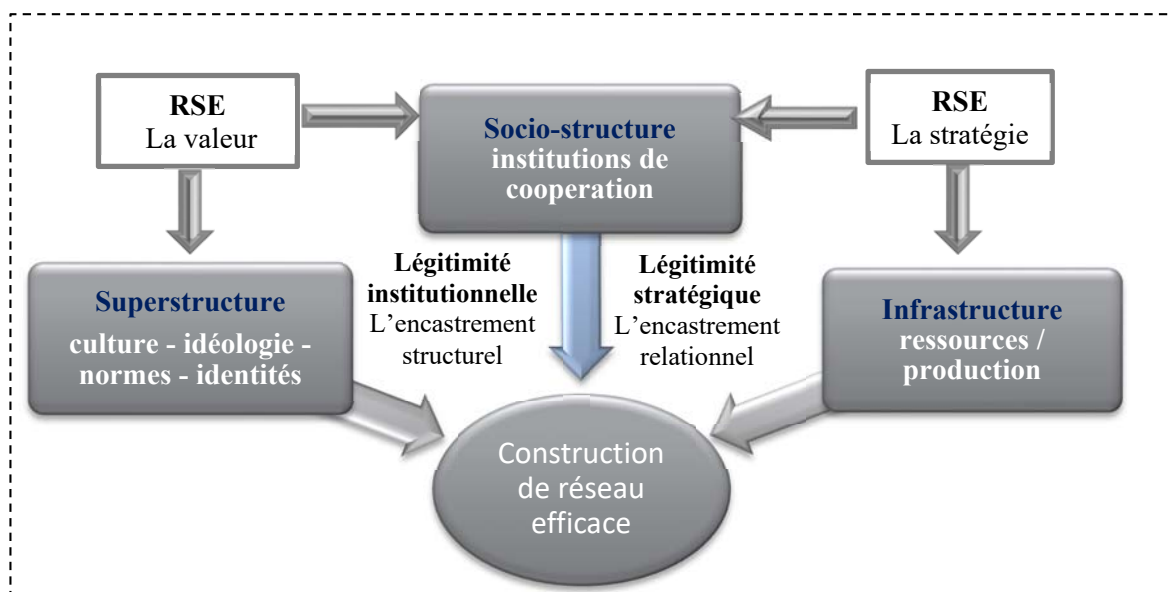 RSE
La valeur
Socio-structure
institutions de
cooperation
RSE
La stratégie
Légitimité
institutionnelle
L’encastrement
structurel
Légitimité
stratégique
L’encastrement
relationnel
Superstructure
culture - idéologie -
normes - identités
Infrastructure
ressources /
production
Construction
de réseau
efficace